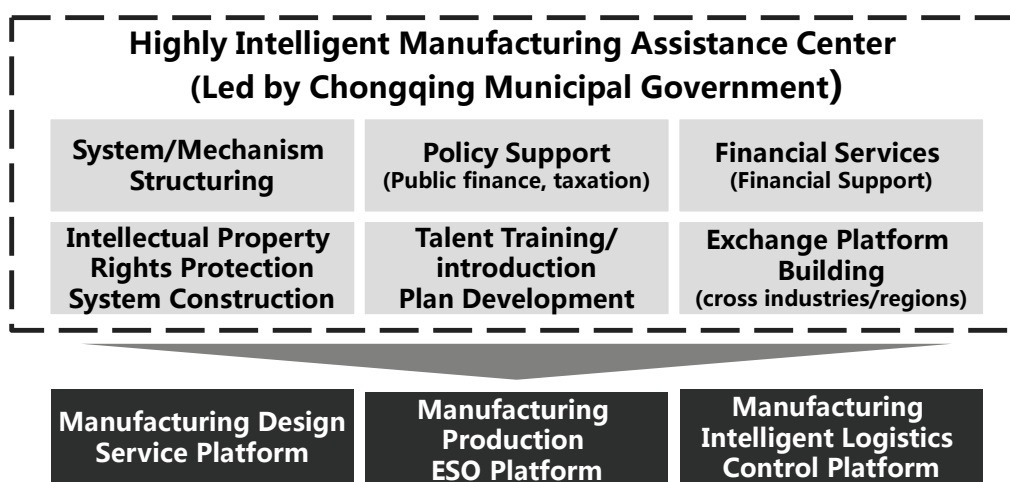 Highly Intelligent Manufacturing Assistance Center
(Led by Chongqing Municipal Government)
System/Mechanism
Structuring
Policy Support
(Public finance, taxation)
Financial Services
(Financial Support)
Intellectual Property
Rights Protection
System Construction
Talent Training/
introduction
Plan Development
Exchange Platform
Building
(cross industries/regions)
Manufacturing Design
Service Platform
Manufacturing
Production
ESO Platform
Manufacturing
Intelligent Logistics
Control Platform